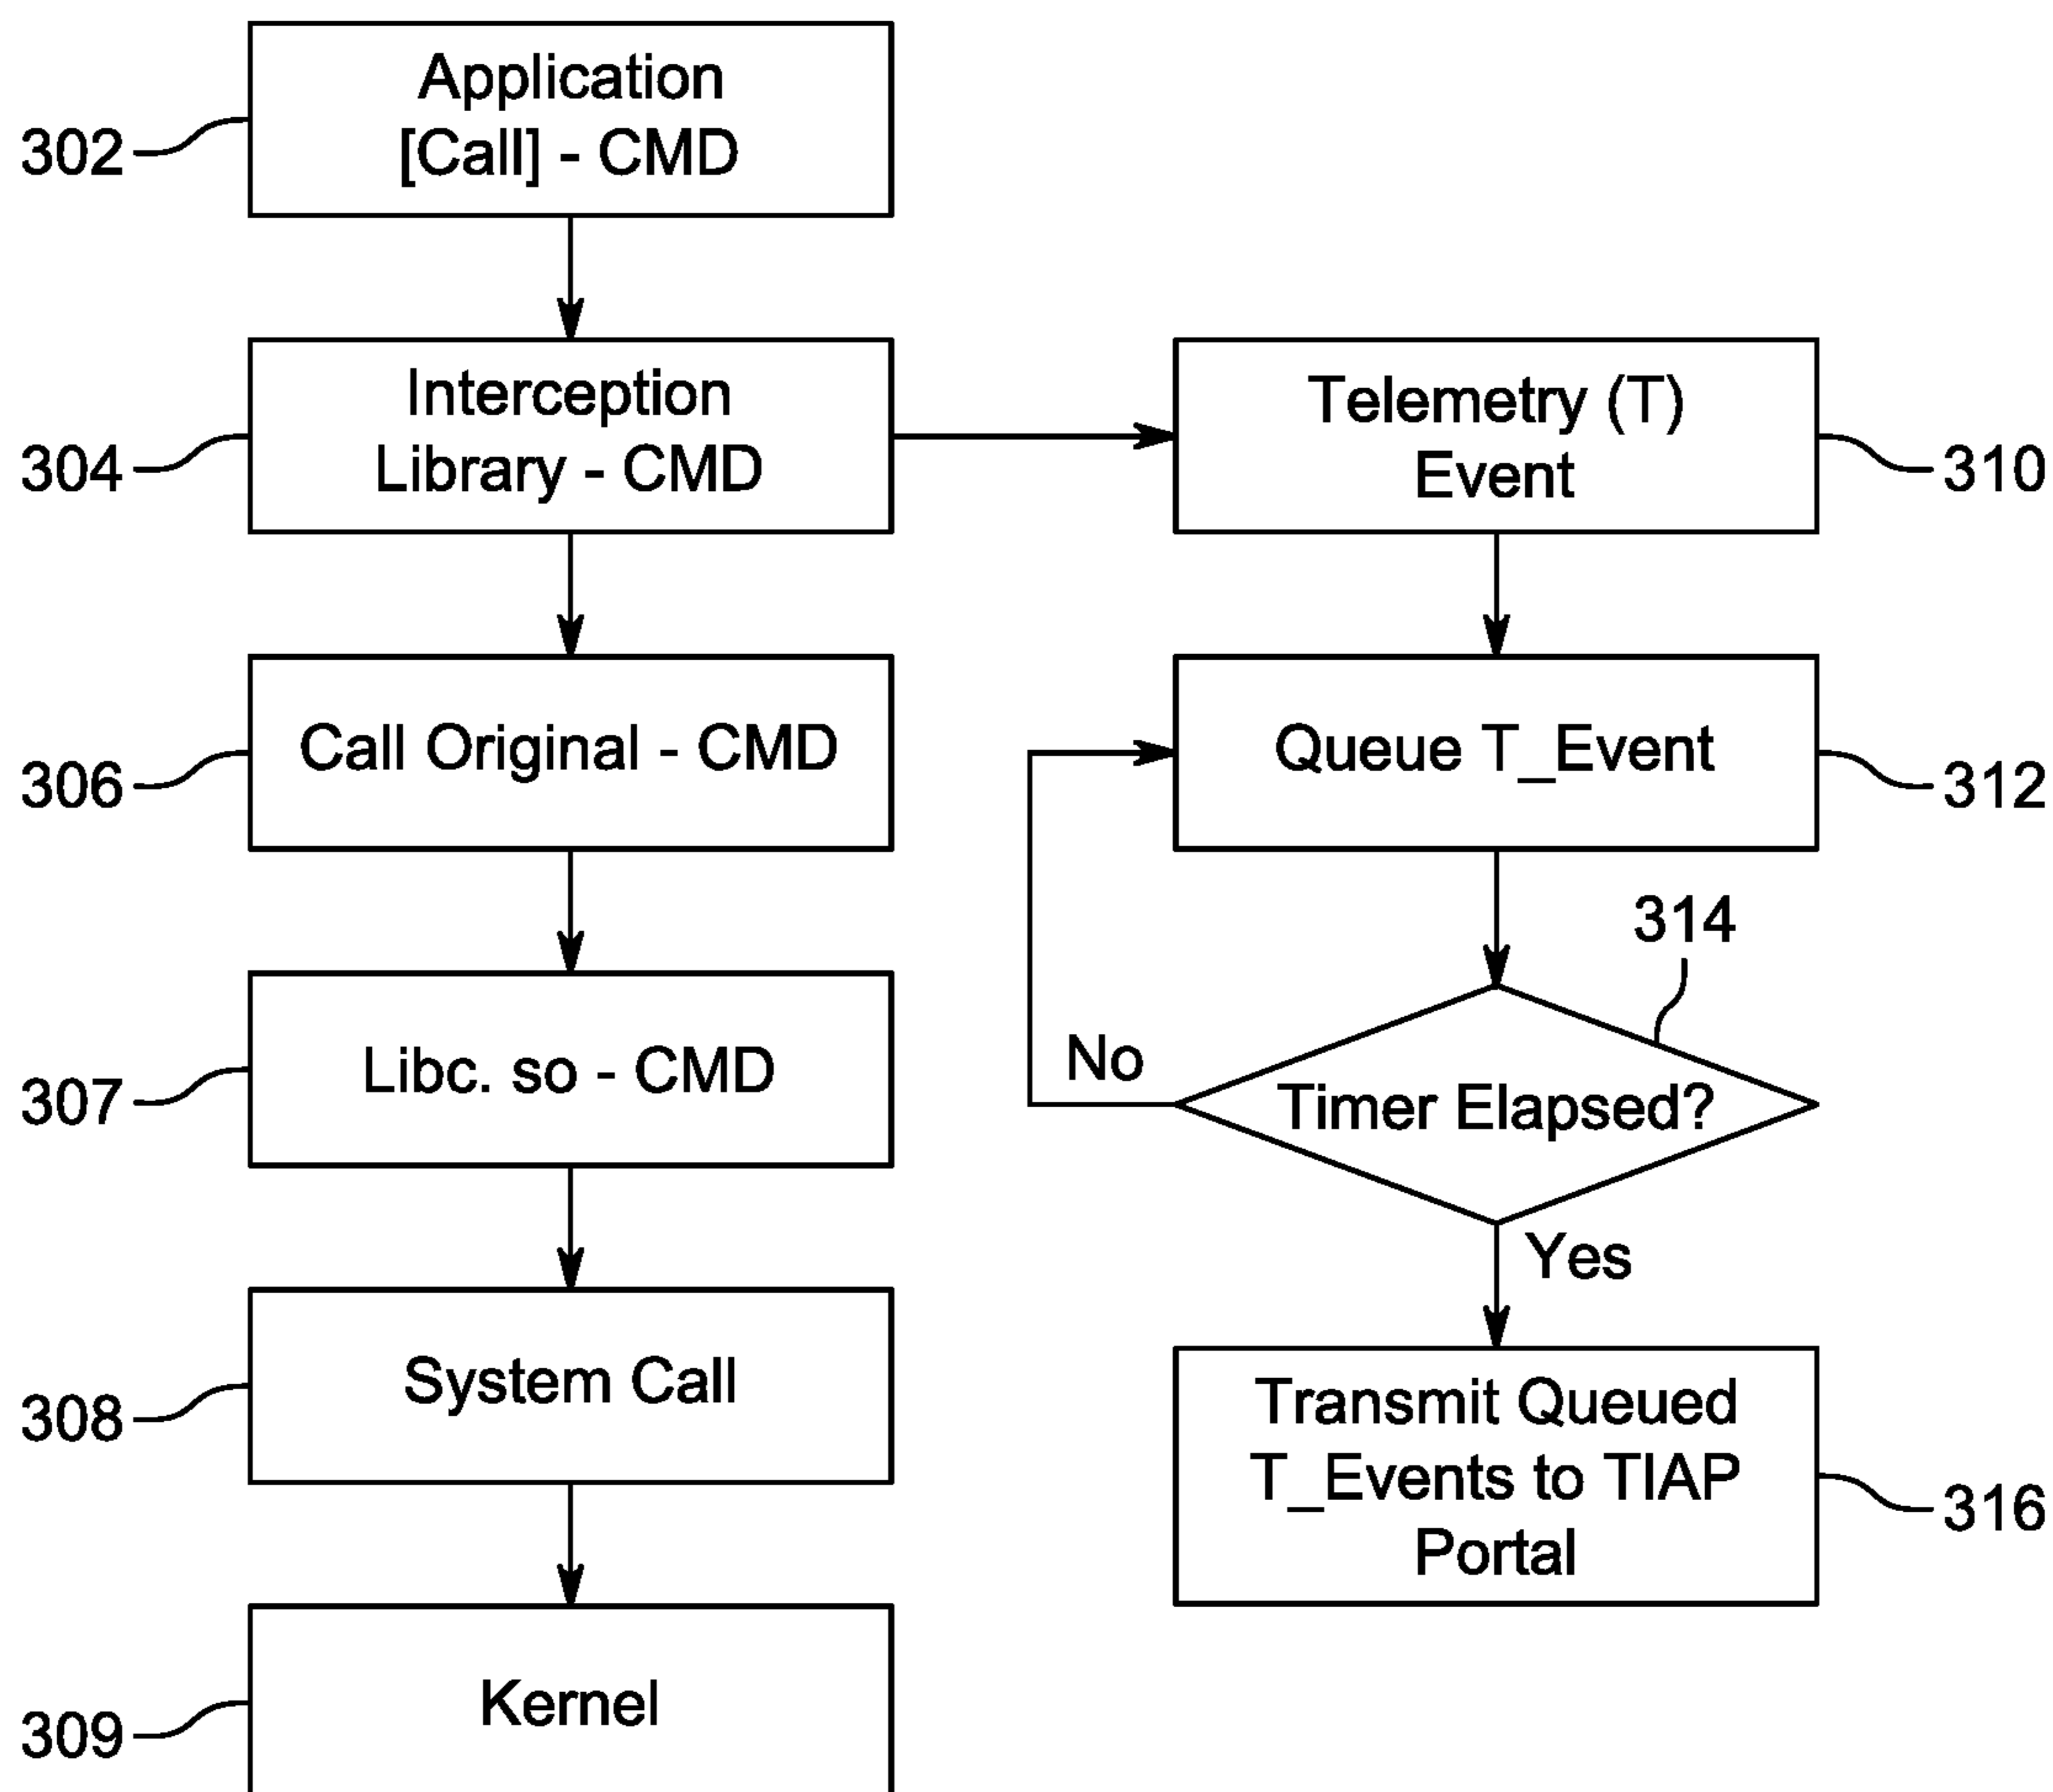 Application
[Call] - CMD
302
Interception
Library - CMD
304
Telemetry (T)
Event
310
Call Original - CMD
306
Queue T_Event
312
314
Libc. so - CMD
307
No
Timer Elapsed?
Yes
System Call
308
Transmit Queued
T_Events to TIAP
Portal
316
Kernel
309